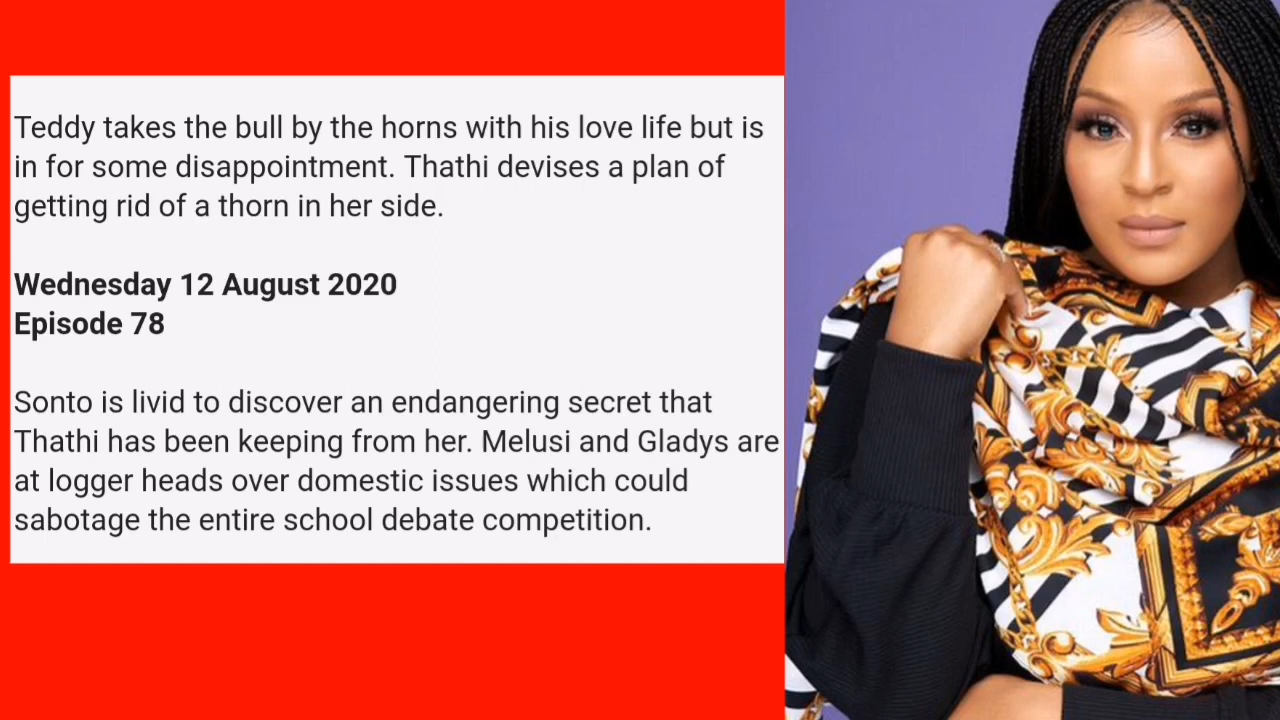 Teddy takes the bull by the horns with his love life but is
in for some disappointment. Thathi devises a plan of
getting rid of a thorn in her side.
Wednesday 12 August 2020
Episode 78
Sonto is livid to discover an endangering secret that
Thathi has been keeping from her. Melusi and Gladys are
at logger heads over domestic issues which could
sabotage the entire school debate competition.